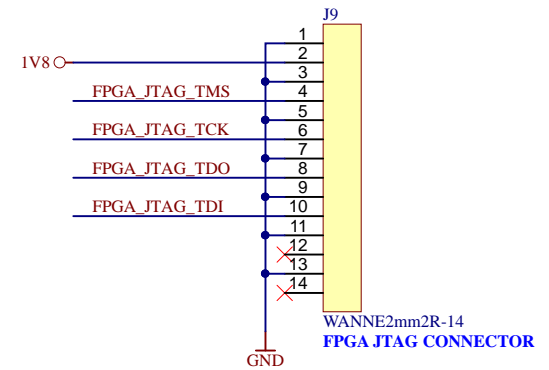 J9
1
1V8 2
3
FPGA_JTAG_TMS 4
5
FPGA_JTAG_TCK 6
7
FPGA_JTAG_TDO 8
9
FPGA_JTAG_TDI 10
11
12
13
14
WANNE2mm2R-14
FPGA JTAG CONNECTOR
GND